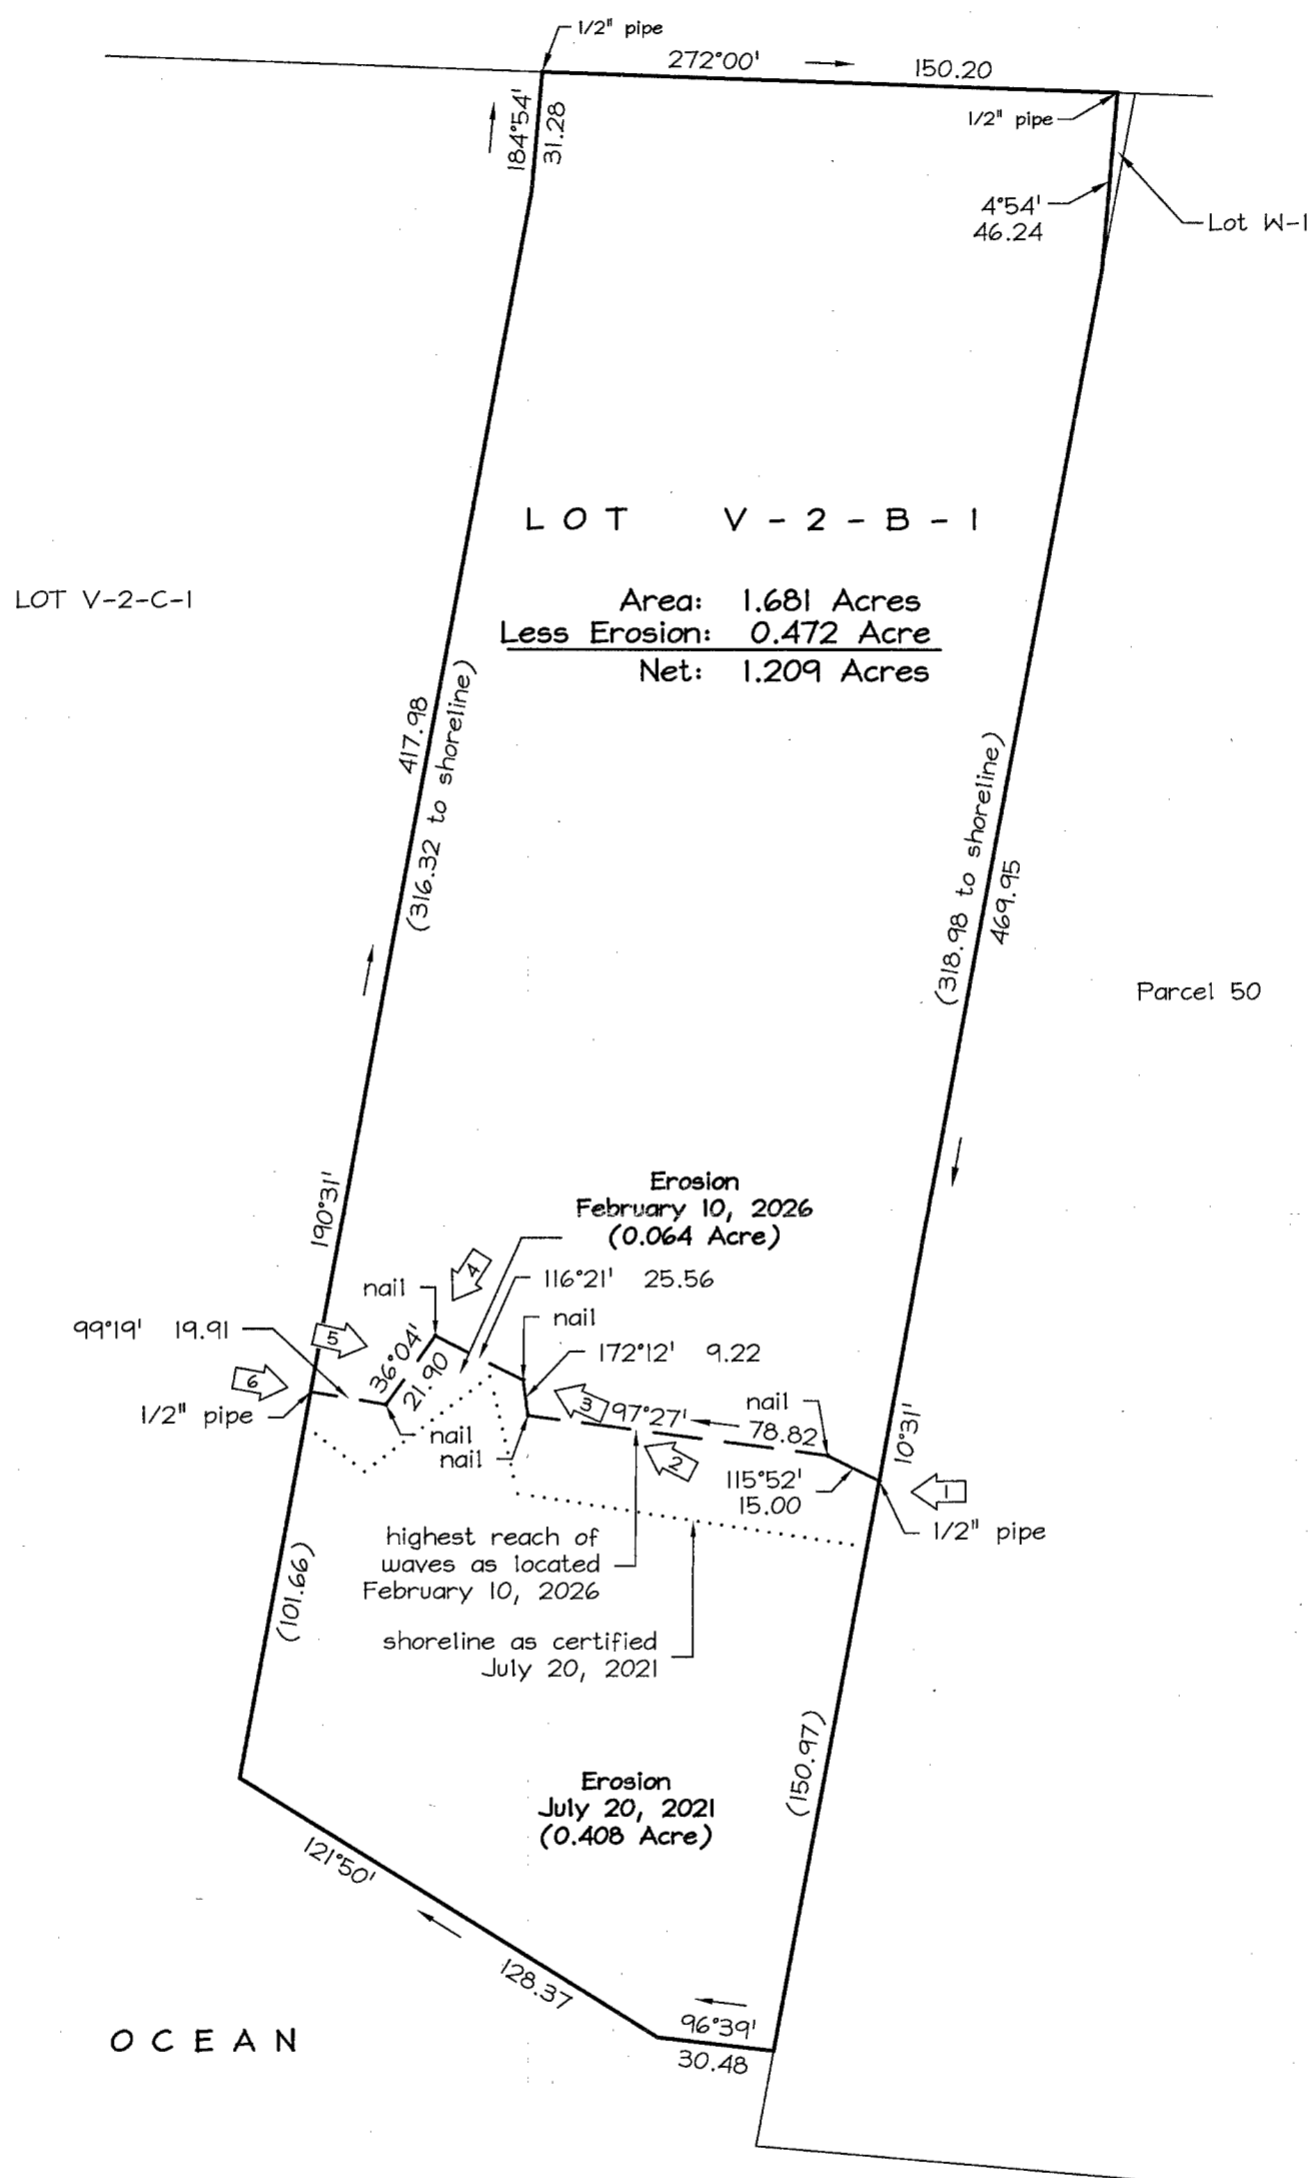 1/2" pipe
272°00' 150.20
184°54'
31.28
1/2" pipe
4°54'
46.24
Lot W-1
LOT V-2-B-1
LOT V-2-C-1
Area: 1.681 Acres
Less Erosion: 0.472 Acre
Net: 1.209 Acres
417.98
(316.32 to shoreline)
(318.98 to shoreline)
469.95
Parcel 50
190°31'
Erosion
February 10, 2026
(0.064 Acre)
4
116°21' 25.56
nail
nail
99°19' 19.91
5
36°04'
21.90
172°12' 9.22
6
3
97°27'
78.82
nail
10°31'
1/2" pipe
nail
nail
2
115°52'
15.00
1
1/2" pipe
highest reach of
waves as located
February 10, 2026
(101.66)
shoreline as certified
July 20, 2021
(150.97)
Erosion
July 20, 2021
(0.408 Acre)
121°50'
128.37
96°39'
30.48
OCEAN